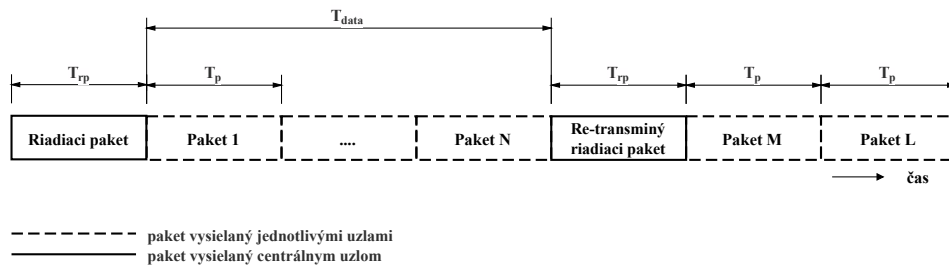 T_data
T_rp
T_p
T_rp
T_p
T_p
Riadiaci paket
Paket 1
....
Paket N
Re-transminý
riadiaci paket
Paket M
Paket L
čas
paket vysielaný jednotlivými uzlami
paket vysielaný centrálnym uzlom